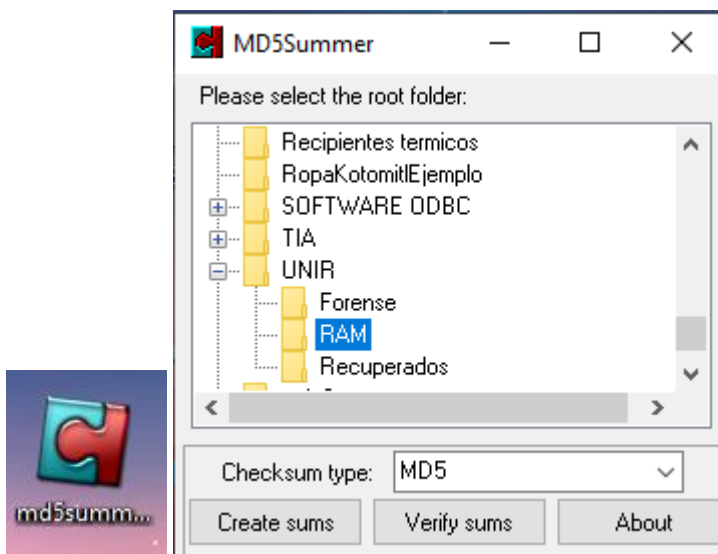 MD5Summer
Please select the root folder:
Recipientes termicos
RopaKotomitlEjemplo
SOFTWARE ODBC
TIA
UNIR
Forense
RAM
Recuperados
Checksum type: MD5
Create sums Verify sums About
md5summ...